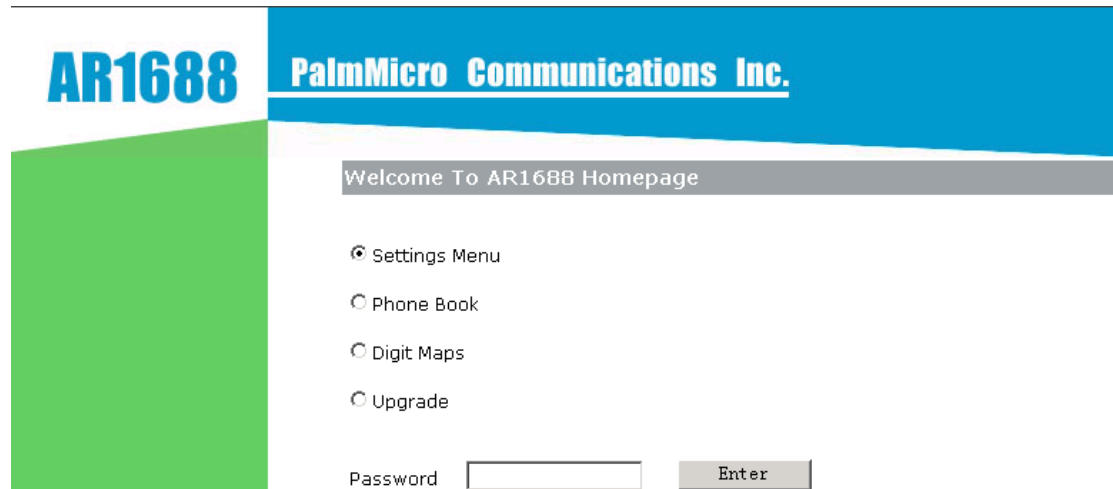 AR1688
PalmMicro Communications Inc.
Welcome To AR1688 Homepage
Settings Menu
Phone Book
Digit Maps
Upgrade
Password Enter